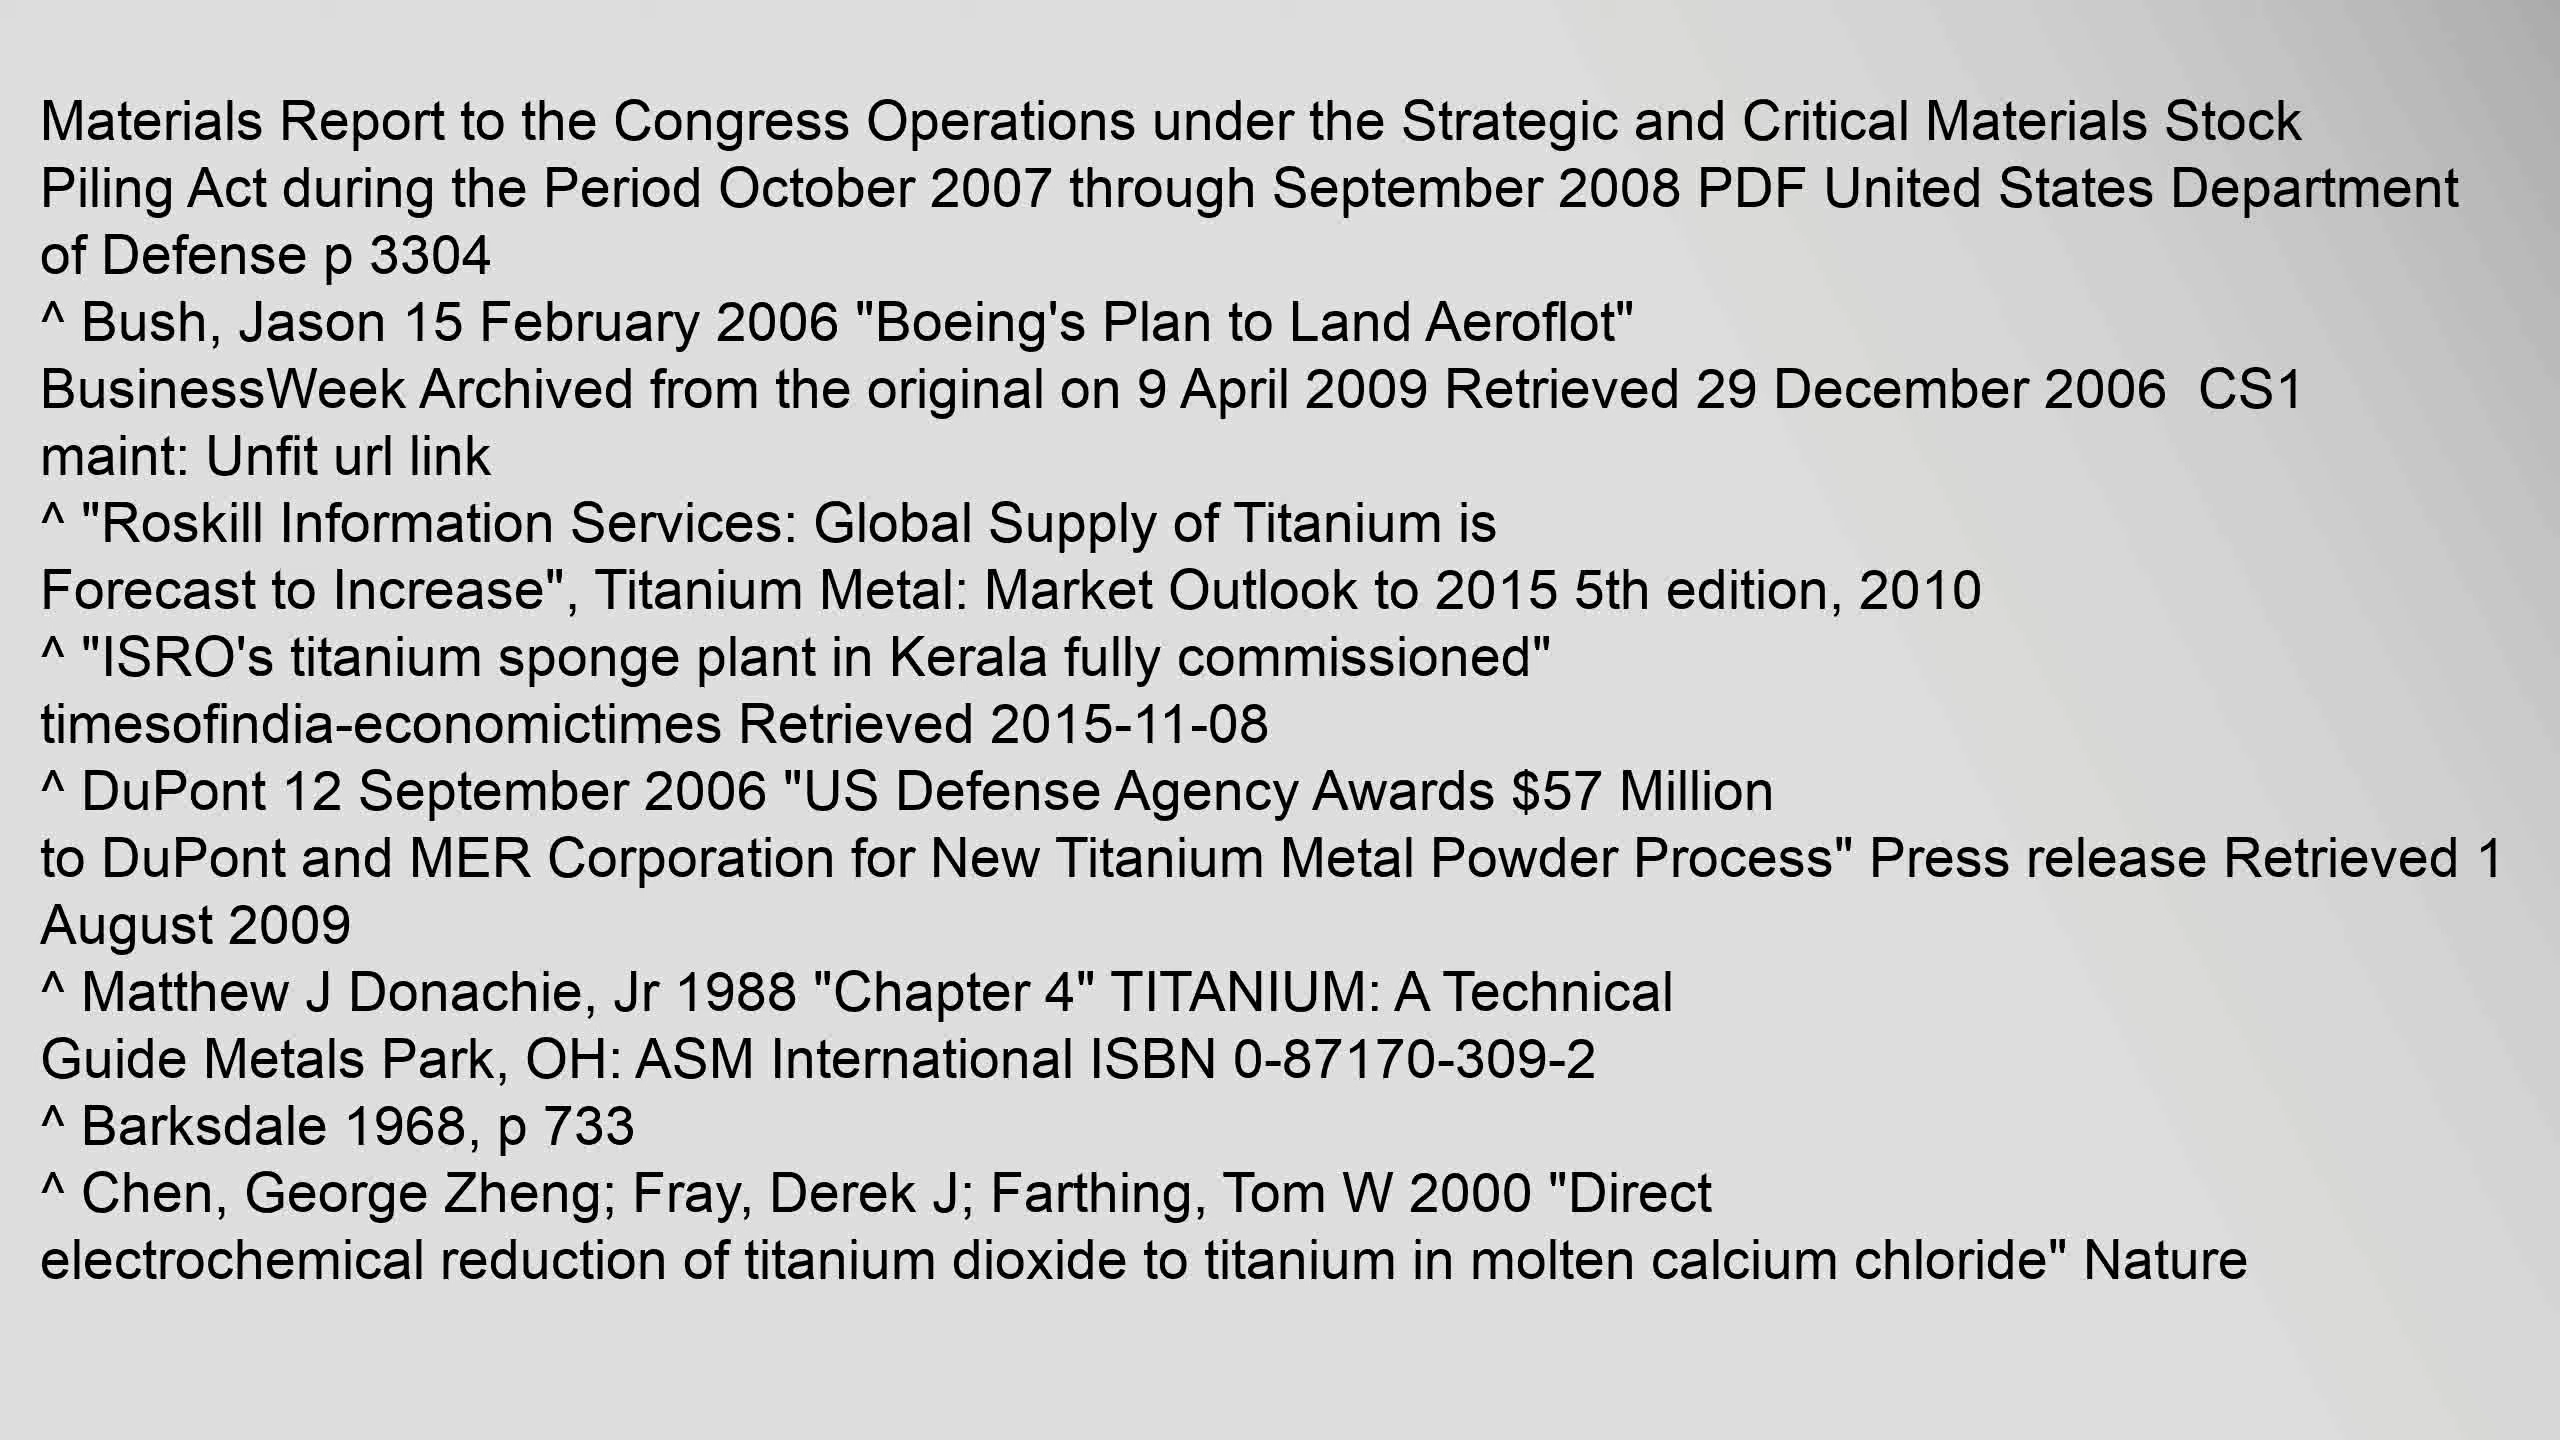 Materials Report to the Congress Operations under the Strategic and Critical Materials Stock
Piling Act during the Period October 2007 through September 2008 PDF United States Department
of Defense p 3304
^ Bush, Jason 15 February 2006 "Boeing's Plan to Land Aeroflot"
BusinessWeek Archived from the original on 9 April 2009 Retrieved 29 December 2006  CS1
maint: Unfit url link
^ "Roskill Information Services: Global Supply of Titanium is
Forecast to Increase", Titanium Metal: Market Outlook to 2015 5th edition, 2010
^ "ISRO's titanium sponge plant in Kerala fully commissioned"
timesofindia-economictimes Retrieved 2015-11-08
^ DuPont 12 September 2006 "US Defense Agency Awards $57 Million
to DuPont and MER Corporation for New Titanium Metal Powder Process" Press release Retrieved 1
August 2009
^ Matthew J Donachie, Jr 1988 "Chapter 4" TITANIUM: A Technical
Guide Metals Park, OH: ASM International ISBN 0-87170-309-2
^ Barksdale 1968, p 733
^ Chen, George Zheng; Fray, Derek J; Farthing, Tom W 2000 "Direct
electrochemical reduction of titanium dioxide to titanium in molten calcium chloride" Nature